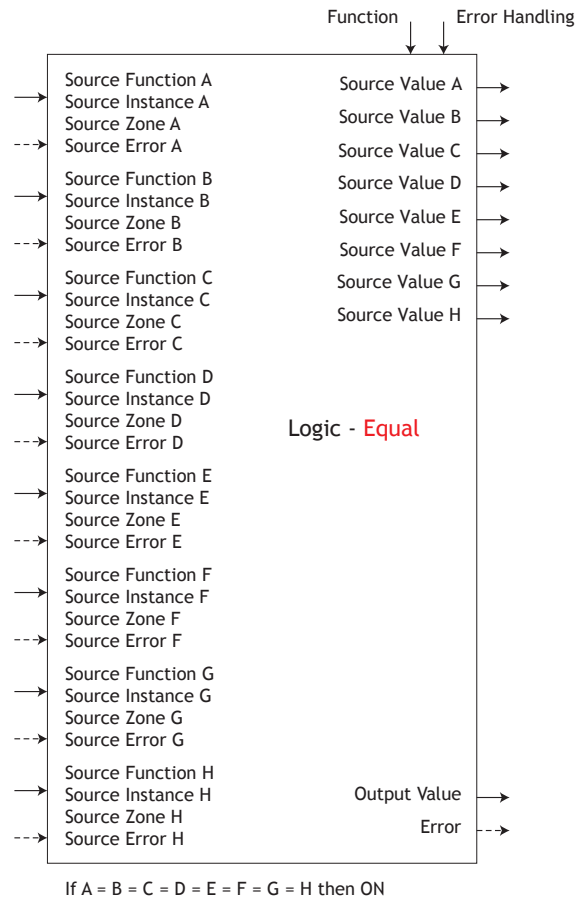 Function Error Handling
Source Function A
Source Instance A
Source Zone A
Source Error A
Source Function B
Source Instance B
Source Zone B
Source Error B
Source Function C
Source Instance C
Source Zone C
Source Error C
Source Function D
Source Instance D
Source Zone D
Source Error D
Source Function E
Source Instance E
Source Zone E
Source Error E
Source Function F
Source Instance F
Source Zone F
Source Error F
Source Function G
Source Instance G
Source Zone G
Source Error G
Source Function H
Source Instance H
Source Zone H
Source Error H
Source Value A
Source Value B
Source Value C
Source Value D
Source Value E
Source Value F
Source Value G
Source Value H
Logic - Equal
Output Value
Error
If A = B = C = D = E = F = G = H then ON